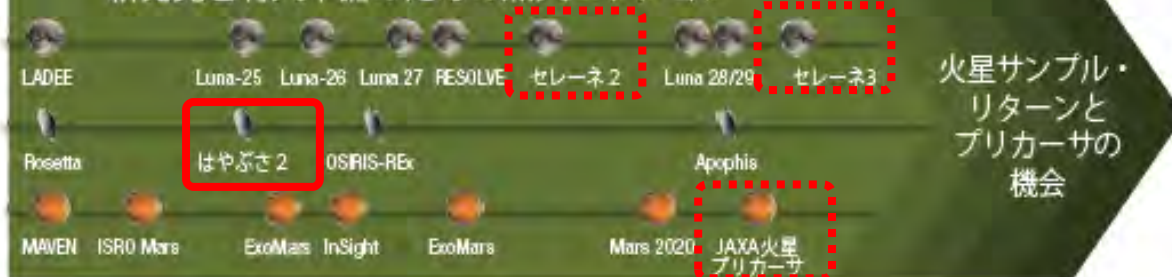 LADEE Luna-25 Luna-26 Luna 27 RESOLVE セレーネ 2 Luna 28/29 セレーネ3
Rosetta はやぶさ 2 OSIRIS-REx Apophis
MAVEN ISRO Mars ExoMars InSight ExoMars Mars 2020 JAXA火星
プリカーサ
火星サンプル・
リターンと
プリカーサの
機会